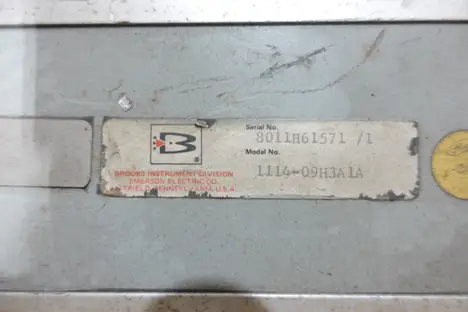 B
®
BROOKS INSTRUMENT DIVISION
EMERSON ELECTRIC CO.
HATFIELD, PENNSYLVANIA, U.S.A.
Serial No.
8011H61571 /1
Model No.
1114-09H3A1A